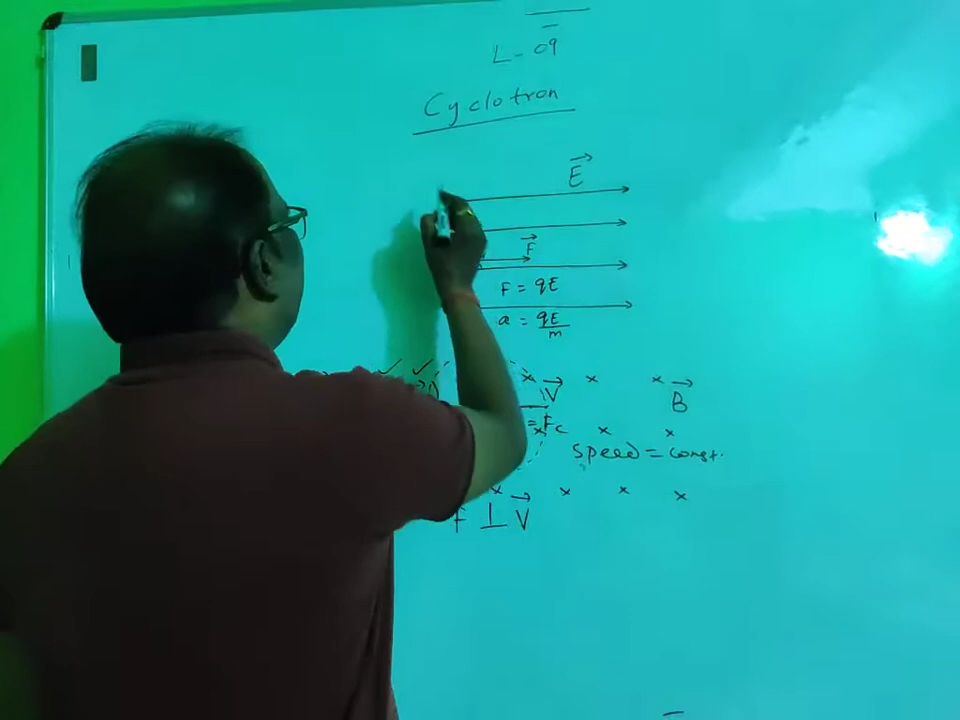 L - 09
Cyclotron
E
F
F = qE
a = qE/m
V
B
= Fc
speed = const.
F ⊥ V